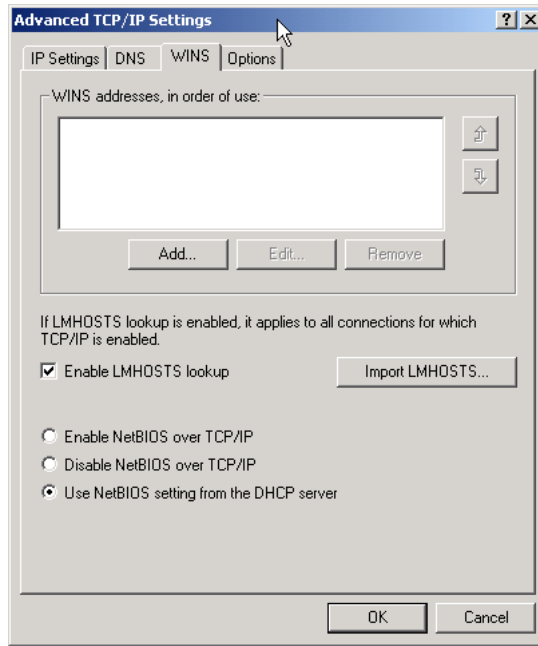 Advanced TCP/IP Settings
IP Settings DNS WINS Options
WINS addresses, in order of use:
Add... Edit... Remove
If LMHOSTS lookup is enabled, it applies to all connections for which
TCP/IP is enabled.
Enable LMHOSTS lookup Import LMHOSTS...
Enable NetBIOS over TCP/IP
Disable NetBIOS over TCP/IP
Use NetBIOS setting from the DHCP server
OK Cancel